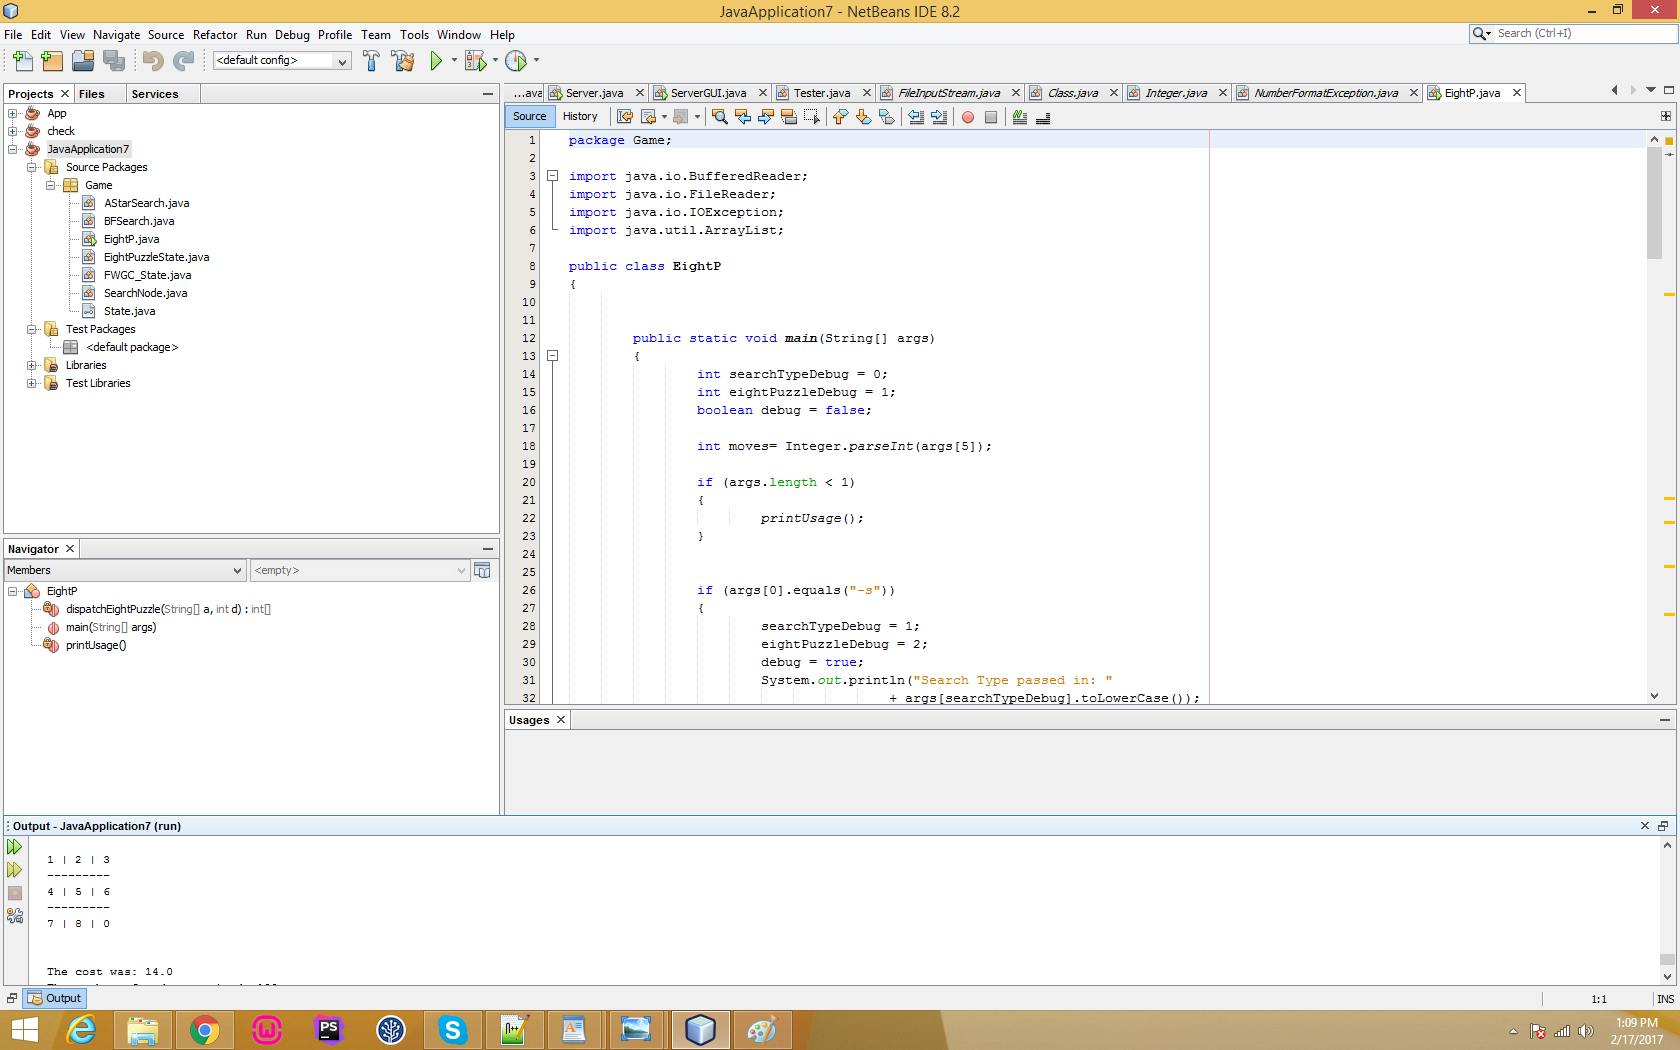 JavaApplication7 - NetBeans IDE 8.2
File Edit View Navigate Source Refactor Run Debug Profile Team Tools Window Help
Search (Ctrl+I)
<default config>
Projects Files Services
App
check
JavaApplication7
Source Packages
Game
AStarSearch.java
BFSearch.java
EightP.java
EightPuzzleState.java
FWGC_State.java
SearchNode.java
State.java
Test Packages
<default package>
Libraries
Test Libraries
Navigator
Members
<empty>
EightP
dispatchEightPuzzle(String[] a, int d) : int[]
main(String[] args)
printUsage()
...ava Server.java ServerGUI.java Tester.java FileInputStream.java Class.java Integer.java NumberFormatException.java EightP.java
Source History
1 package Game;
2
3 import java.io.BufferedReader;
4 import java.io.FileReader;
5 import java.io.IOException;
6 import java.util.ArrayList;
7
8 public class EightP
9 {
10
11
12 public static void main(String[] args)
13 {
14 int searchTypeDebug = 0;
15 int eightPuzzleDebug = 1;
16 boolean debug = false;
17
18 int moves= Integer.parseInt(args[5]);
19
20 if (args.length < 1)
21 {
22 printUsage();
23 }
24
25
26 if (args[0].equals("-s"))
27 {
28 searchTypeDebug = 1;
29 eightPuzzleDebug = 2;
30 debug = true;
31 System.out.println("Search Type passed in: "
32 + args[searchTypeDebug].toLowerCase());
Usages
Output - JavaApplication7 (run)
1 | 2 | 3
---------
4 | 5 | 6
---------
7 | 8 | 0
The cost was: 14.0
Output
1:1 INS
PS
S
n++
A
1:09 PM
2/17/2017